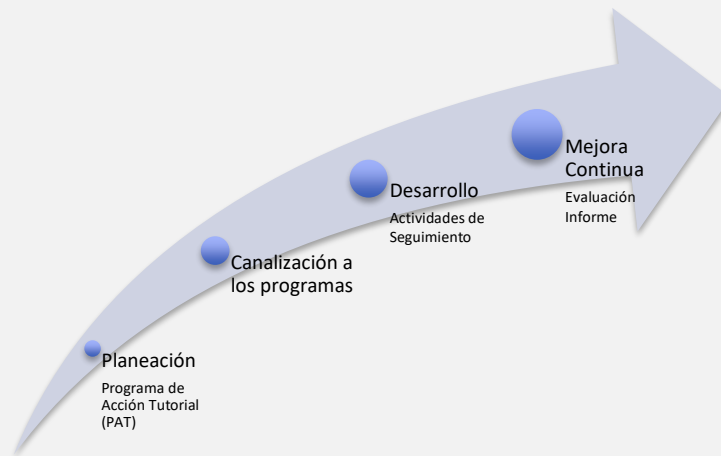 Planeación
Programa de
Acción Tutorial
(PAT)
Canalización a
los programas
Desarrollo
Actividades de
Seguimiento
Mejora
Continua
Evaluación
Informe